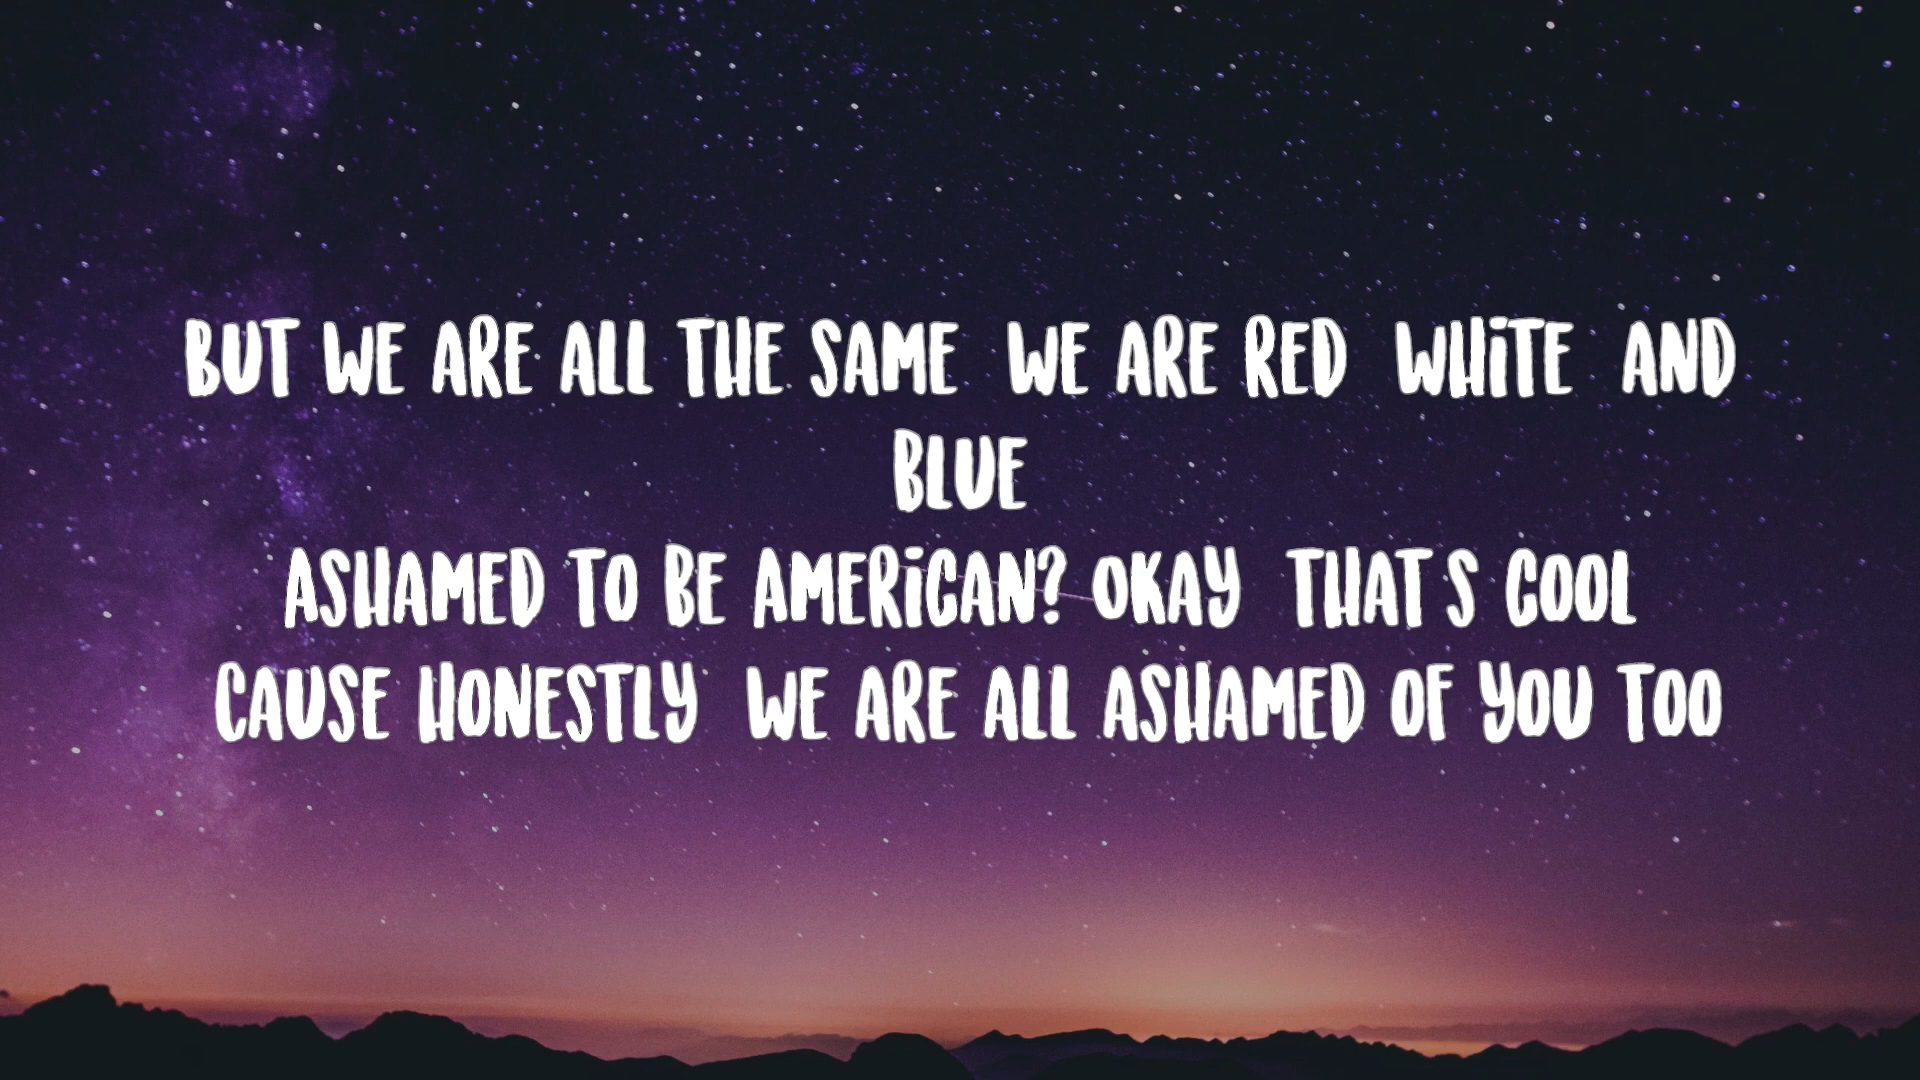 BUT WE ARE ALL THE SAME  WE ARE RED  WHiTE  AND
BLUE
ASHAMED TO BE AMERiCAN? OKAY  THAT S COOL
CAUSE HONESTLY  WE ARE ALL ASHAMED OF YOU TOO